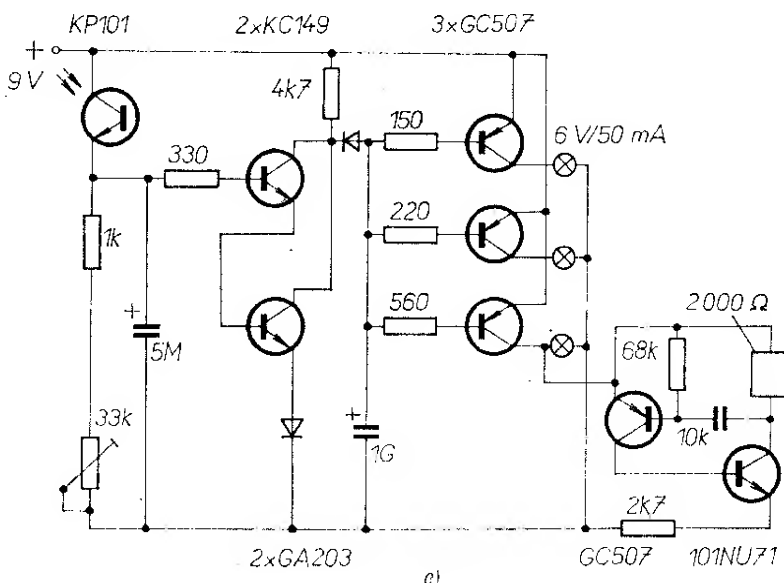 KP101
2xKC149
3xGC507
+
9V
4k7
150
6 V/50 mA
330
1k
220
560
2000 Ω
+
5M
68k
33k
+
1G
10k
2k7
2xGA203
GC507
101NU71
c)